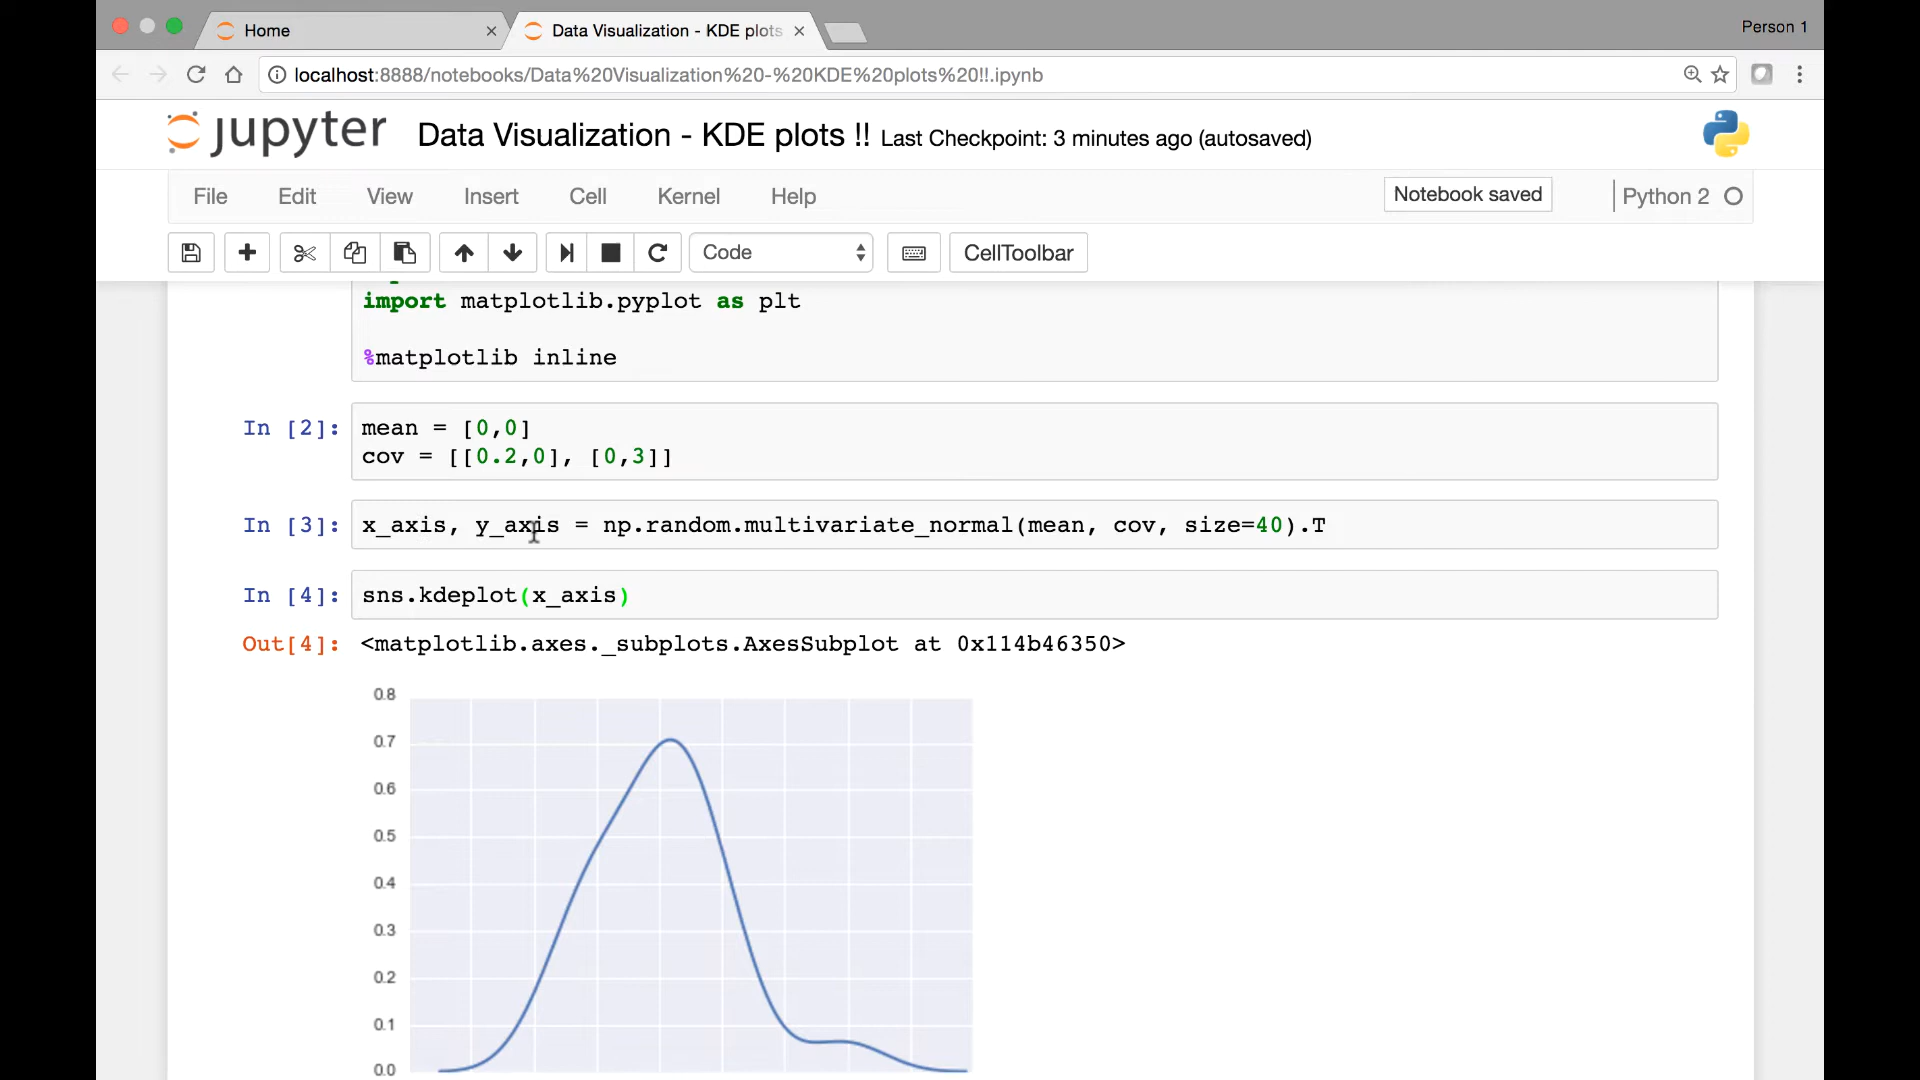 Home
Data Visualization - KDE plots
Person 1
localhost:8888/notebooks/Data%20Visualization%20-%20KDE%20plots%20!!.ipynb
jupyter Data Visualization - KDE plots !! Last Checkpoint: 3 minutes ago (autosaved)
File Edit View Insert Cell Kernel Help Notebook saved Python 2
Code CellToolbar
import matplotlib.pyplot as plt
%matplotlib inline
In [2]: mean = [0,0]
cov = [[0.2,0], [0,3]]
In [3]: x_axis, y_axis = np.random.multivariate_normal(mean, cov, size=40).T
In [4]: sns.kdeplot(x_axis)
Out[4]: <matplotlib.axes._subplots.AxesSubplot at 0x114b46350>
0.8
0.7
0.6
0.5
0.4
0.3
0.2
0.1
0.0